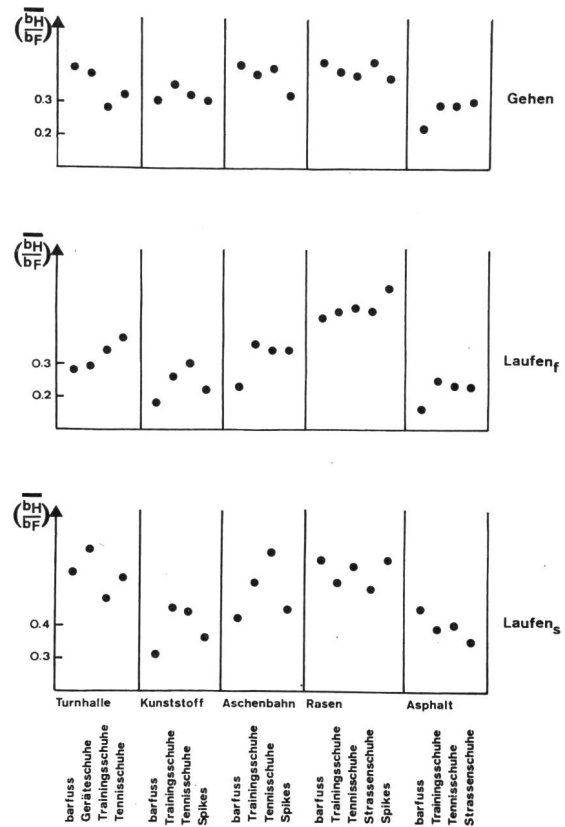 (bH/bF)
0.3
0.2
Gehen
(bH/bF)
0.3
0.2
Laufenf
(bH/bF)
0.4
0.3
Laufens
Turnhalle Kunststoff Aschenbahn Rasen Asphalt
barfuss
Geräteschuhe
Trainingsschuhe
Tennisschuhe
barfuss
Trainingsschuhe
Tennisschuhe
Spikes
barfuss
Trainingsschuhe
Tennisschuhe
Spikes
barfuss
Trainingsschuhe
Tennisschuhe
Strassenschuhe
Spikes
barfuss
Trainingsschuhe
Tennisschuhe
Strassenschuhe